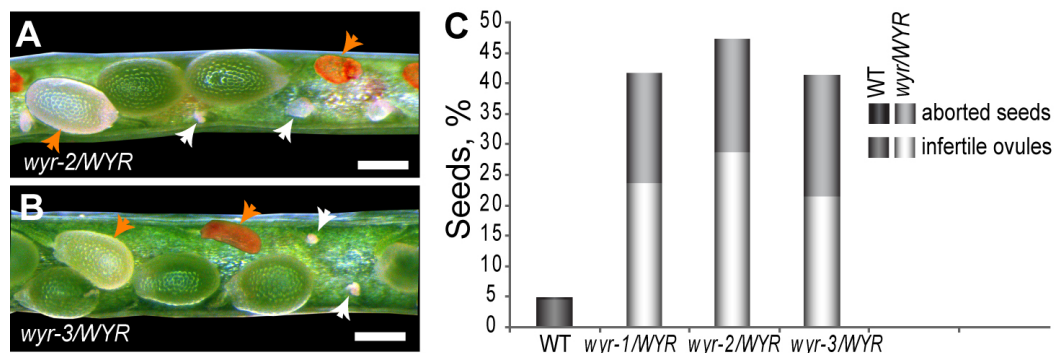 A
wyr-2/WYR
B
wyr-3/WYR
C
Seeds, %
50
45
40
35
30
25
20
15
10
5
0
WT
wyr-1/WYR
wyr-2/WYR
wyr-3/WYR
WT
wyr/WYR
aborted seeds
infertile ovules